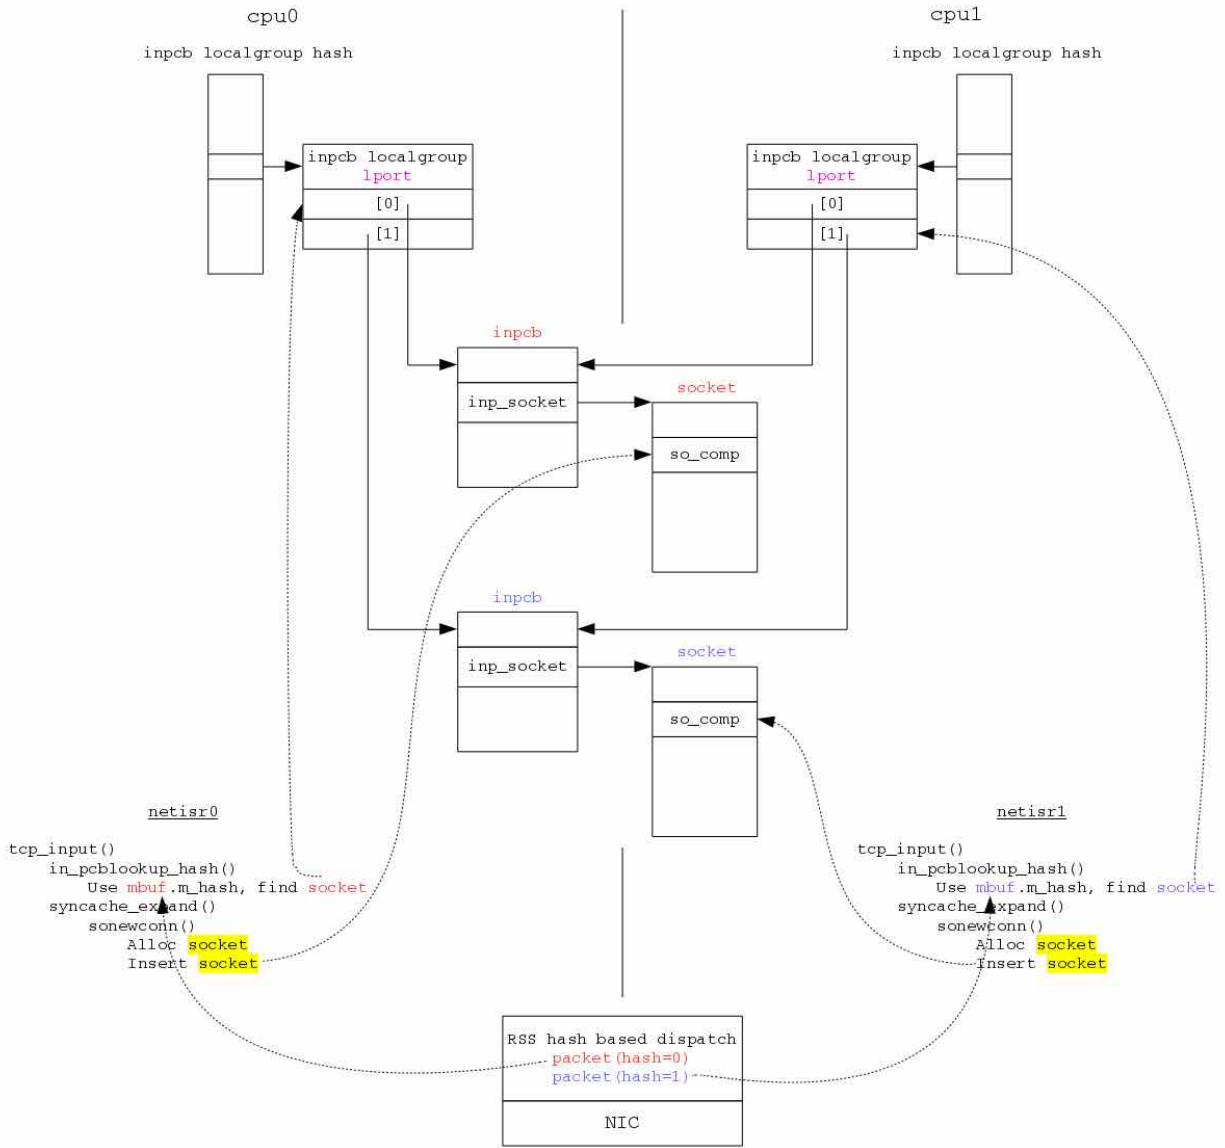 cpu0
cpu1
inpcb localgroup hash
inpcb localgroup hash
inpcb localgroup
lport
[0]
[1]
inpcb localgroup
lport
[0]
[1]
inpcb
inp_socket
socket
so_comp
inpcb
inp_socket
socket
so_comp
netisr0
tcp_input()
in_pcblookup_hash()
Use mbuf.m_hash, find socket
syncache_expand()
sonewconn()
Alloc socket
Insert socket
netisr1
tcp_input()
in_pcblookup_hash()
Use mbuf.m_hash, find socket
syncache_expand()
sonewconn()
Alloc socket
Insert socket
RSS hash based dispatch
packet(hash=0)
packet(hash=1)
NIC